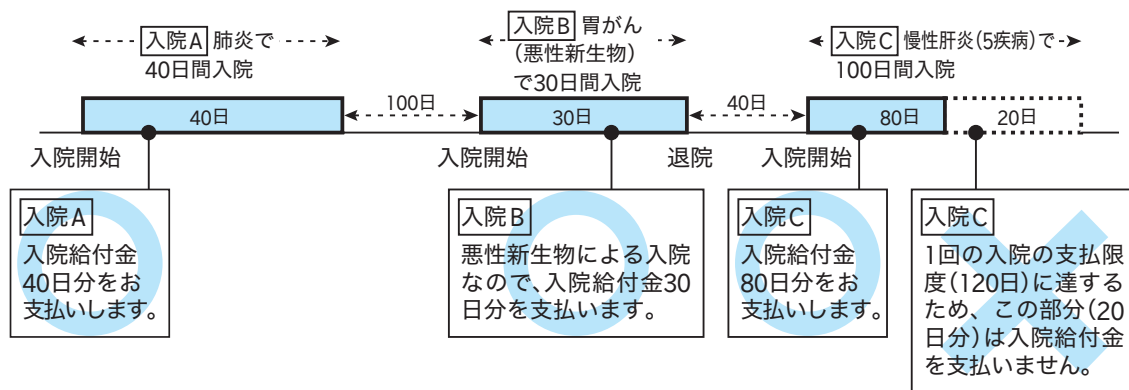 入院A 肺炎で
40日間入院
入院B 胃がん
(悪性新生物)
で30日間入院
入院C 慢性肝炎(5疾病)で
100日間入院
40日
100日
30日
40日
80日
20日
入院開始
入院開始
退院
入院開始
入院A
入院給付金
40日分をお
支払いします。
入院B
悪性新生物による入院
なので、入院給付金30
日分を支払います。
入院C
入院給付金
80日分をお
支払いします。
入院C
1回の入院の支払限
度(120日)に達する
ため、この部分(20
日分)は入院給付金
を支払いません。